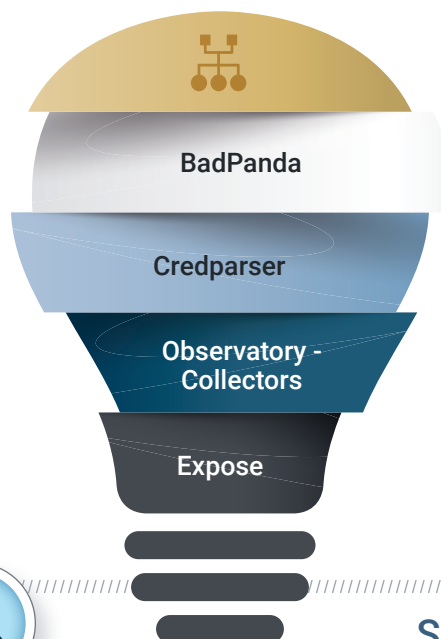 BadPanda
Credparser
Observatory -
Collectors
Expose